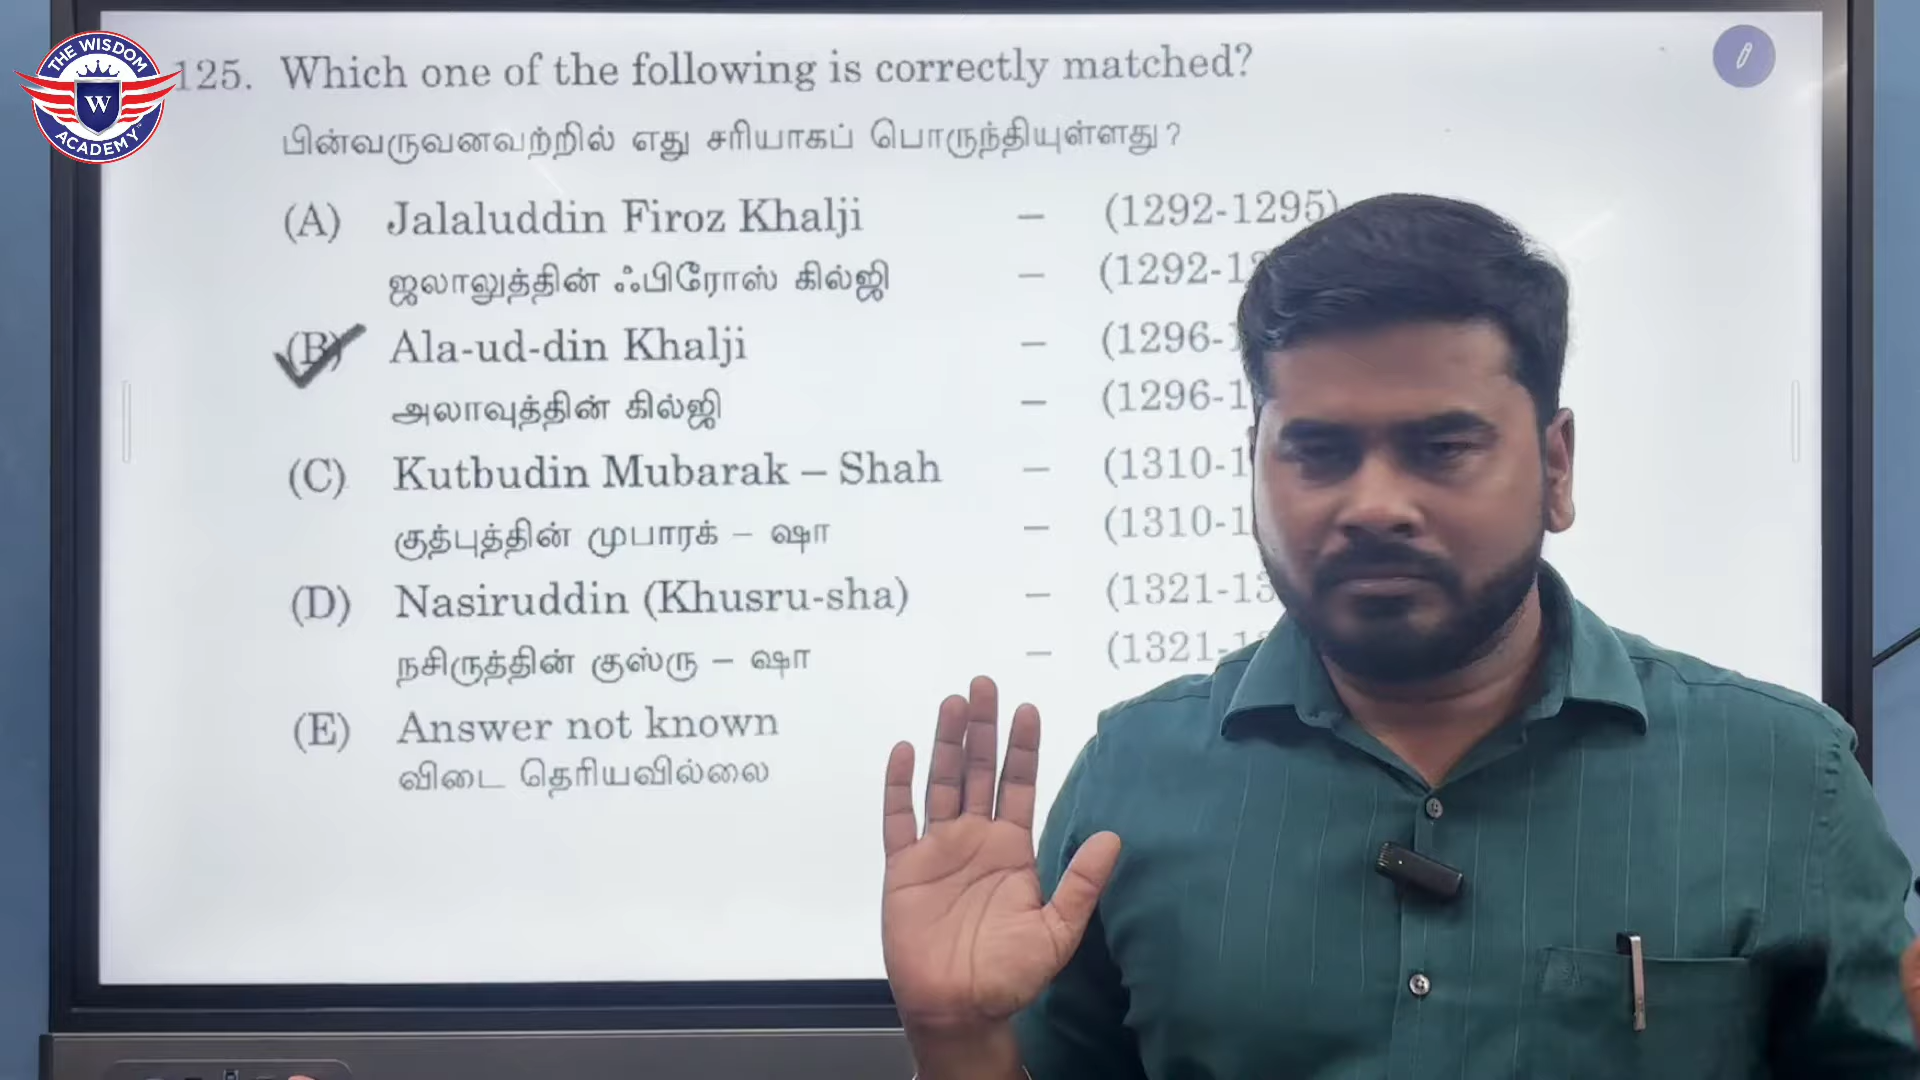 THE WISDOM
W
ACADEMY
125. Which one of the following is correctly matched?
பின்வருவனவற்றில் எது சரியாகப் பொருந்தியுள்ளது?
(A) Jalaluddin Firoz Khalji – (1292-1295)
ஜலாலுத்தின் ஃபிரோஸ் கில்ஜி – (1292-
(B) Ala-ud-din Khalji – (1296-
அலாவுத்தின் கில்ஜி – (1296-1
(C) Kutbudin Mubarak – Shah – (1310-1
குத்புத்தின் முபாரக் – ஷா – (1310-1
(D) Nasiruddin (Khusru-sha) – (1321-13
நசிருத்தின் குஸ்ரு – ஷா – (1321-
(E) Answer not known
விடை தெரியவில்லை